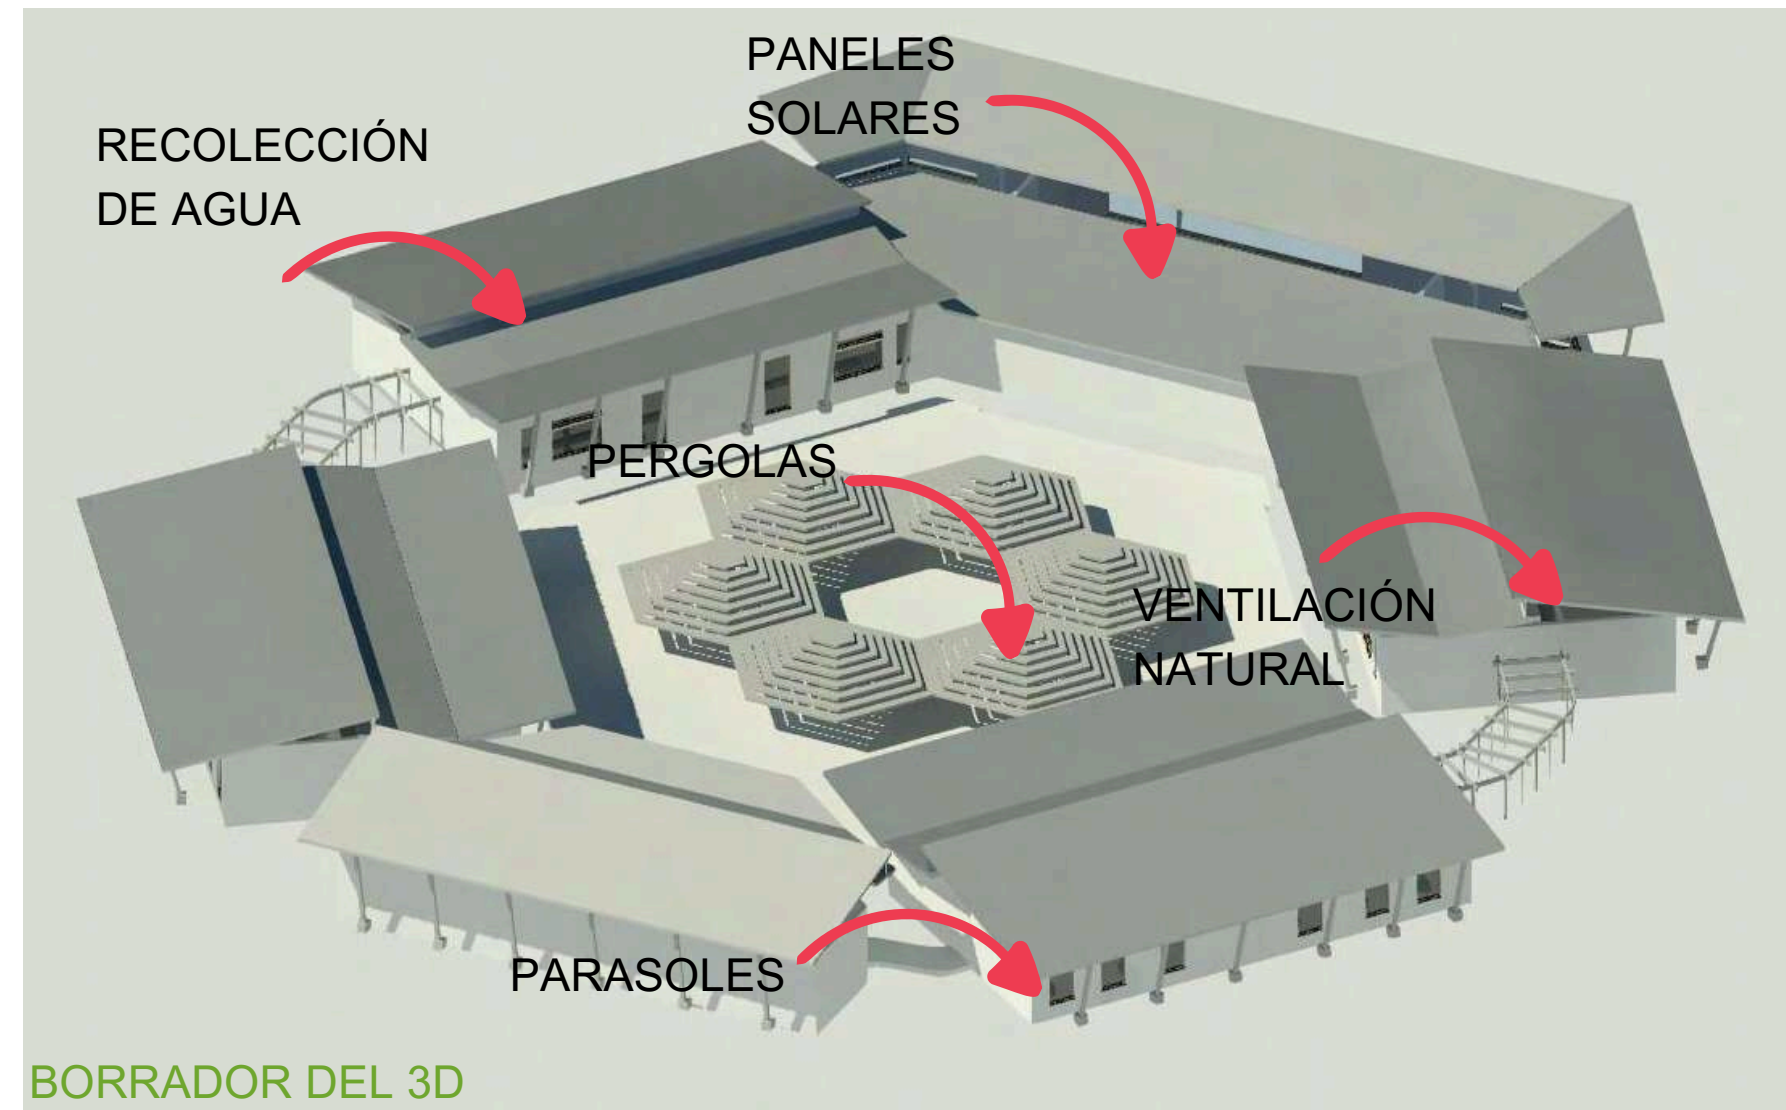 PANELES
SOLARES
RECOLECCIÓN
DE AGUA
PERGOLAS
VENTILACIÓN
NATURAL
PARASOLES
BORRADOR DEL 3D